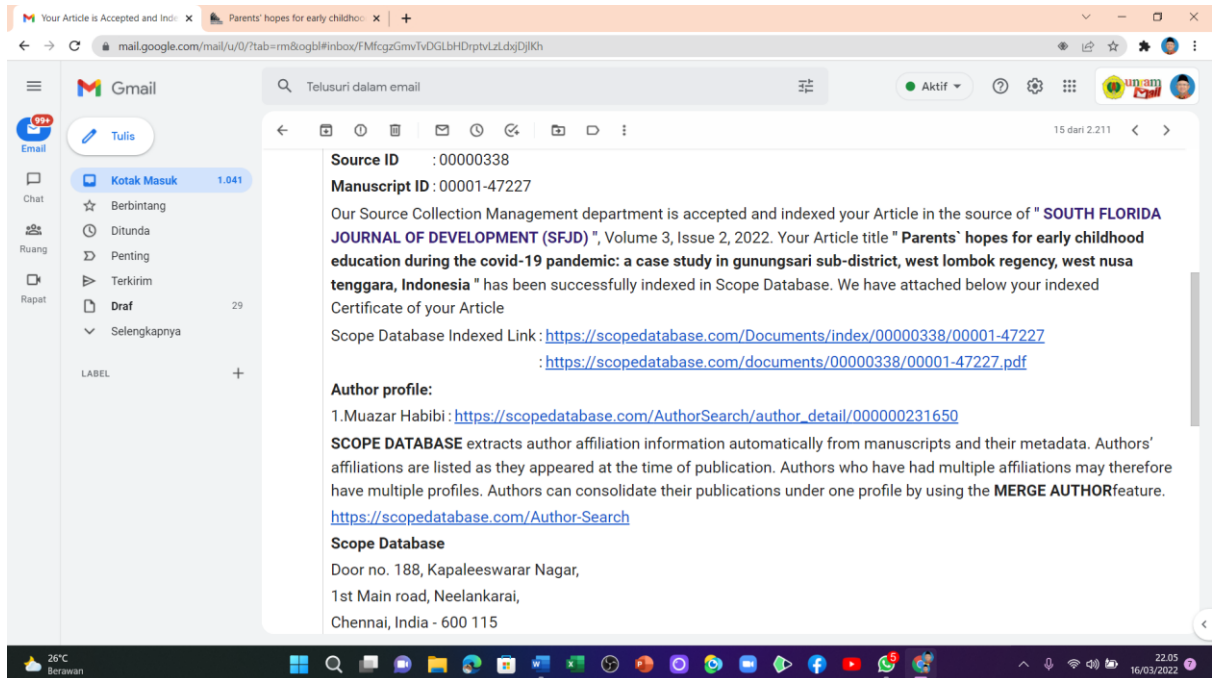 Your Article is Accepted and Inde
Parents' hopes for early childhoo
mail.google.com/mail/u/0/?tab=rm&ogbl#inbox/FMfcgzGmvTvDGLbHDrptvLzLdxjDjlKh
Gmail
Telusuri dalam email
Aktif
99+
Email
Chat
Ruang
Rapat
Tulis
Kotak Masuk 1.041
Berbintang
Ditunda
Penting
Terkirim
Draf 29
Selengkapnya
LABEL
15 dari 2.211
Source ID : 00000338
Manuscript ID : 00001-47227
Our Source Collection Management department is accepted and indexed your Article in the source of " SOUTH FLORIDA
JOURNAL OF DEVELOPMENT (SFJD) ", Volume 3, Issue 2, 2022. Your Article title " Parents` hopes for early childhood
education during the covid-19 pandemic: a case study in gunungsari sub-district, west lombok regency, west nusa
tenggara, Indonesia " has been successfully indexed in Scope Database. We have attached below your indexed
Certificate of your Article
Scope Database Indexed Link : https://scopedatabase.com/Documents/index/00000338/00001-47227
: https://scopedatabase.com/documents/00000338/00001-47227.pdf
Author profile:
1.Muazar Habibi : https://scopedatabase.com/AuthorSearch/author_detail/000000231650
SCOPE DATABASE extracts author affiliation information automatically from manuscripts and their metadata. Authors'
affiliations are listed as they appeared at the time of publication. Authors who have had multiple affiliations may therefore
have multiple profiles. Authors can consolidate their publications under one profile by using the MERGE AUTHORfeature.
https://scopedatabase.com/Author-Search
Scope Database
Door no. 188, Kapaleeswarar Nagar,
1st Main road, Neelankarai,
Chennai, India - 600 115
26°C
Berawan
5
22.05
16/03/2022